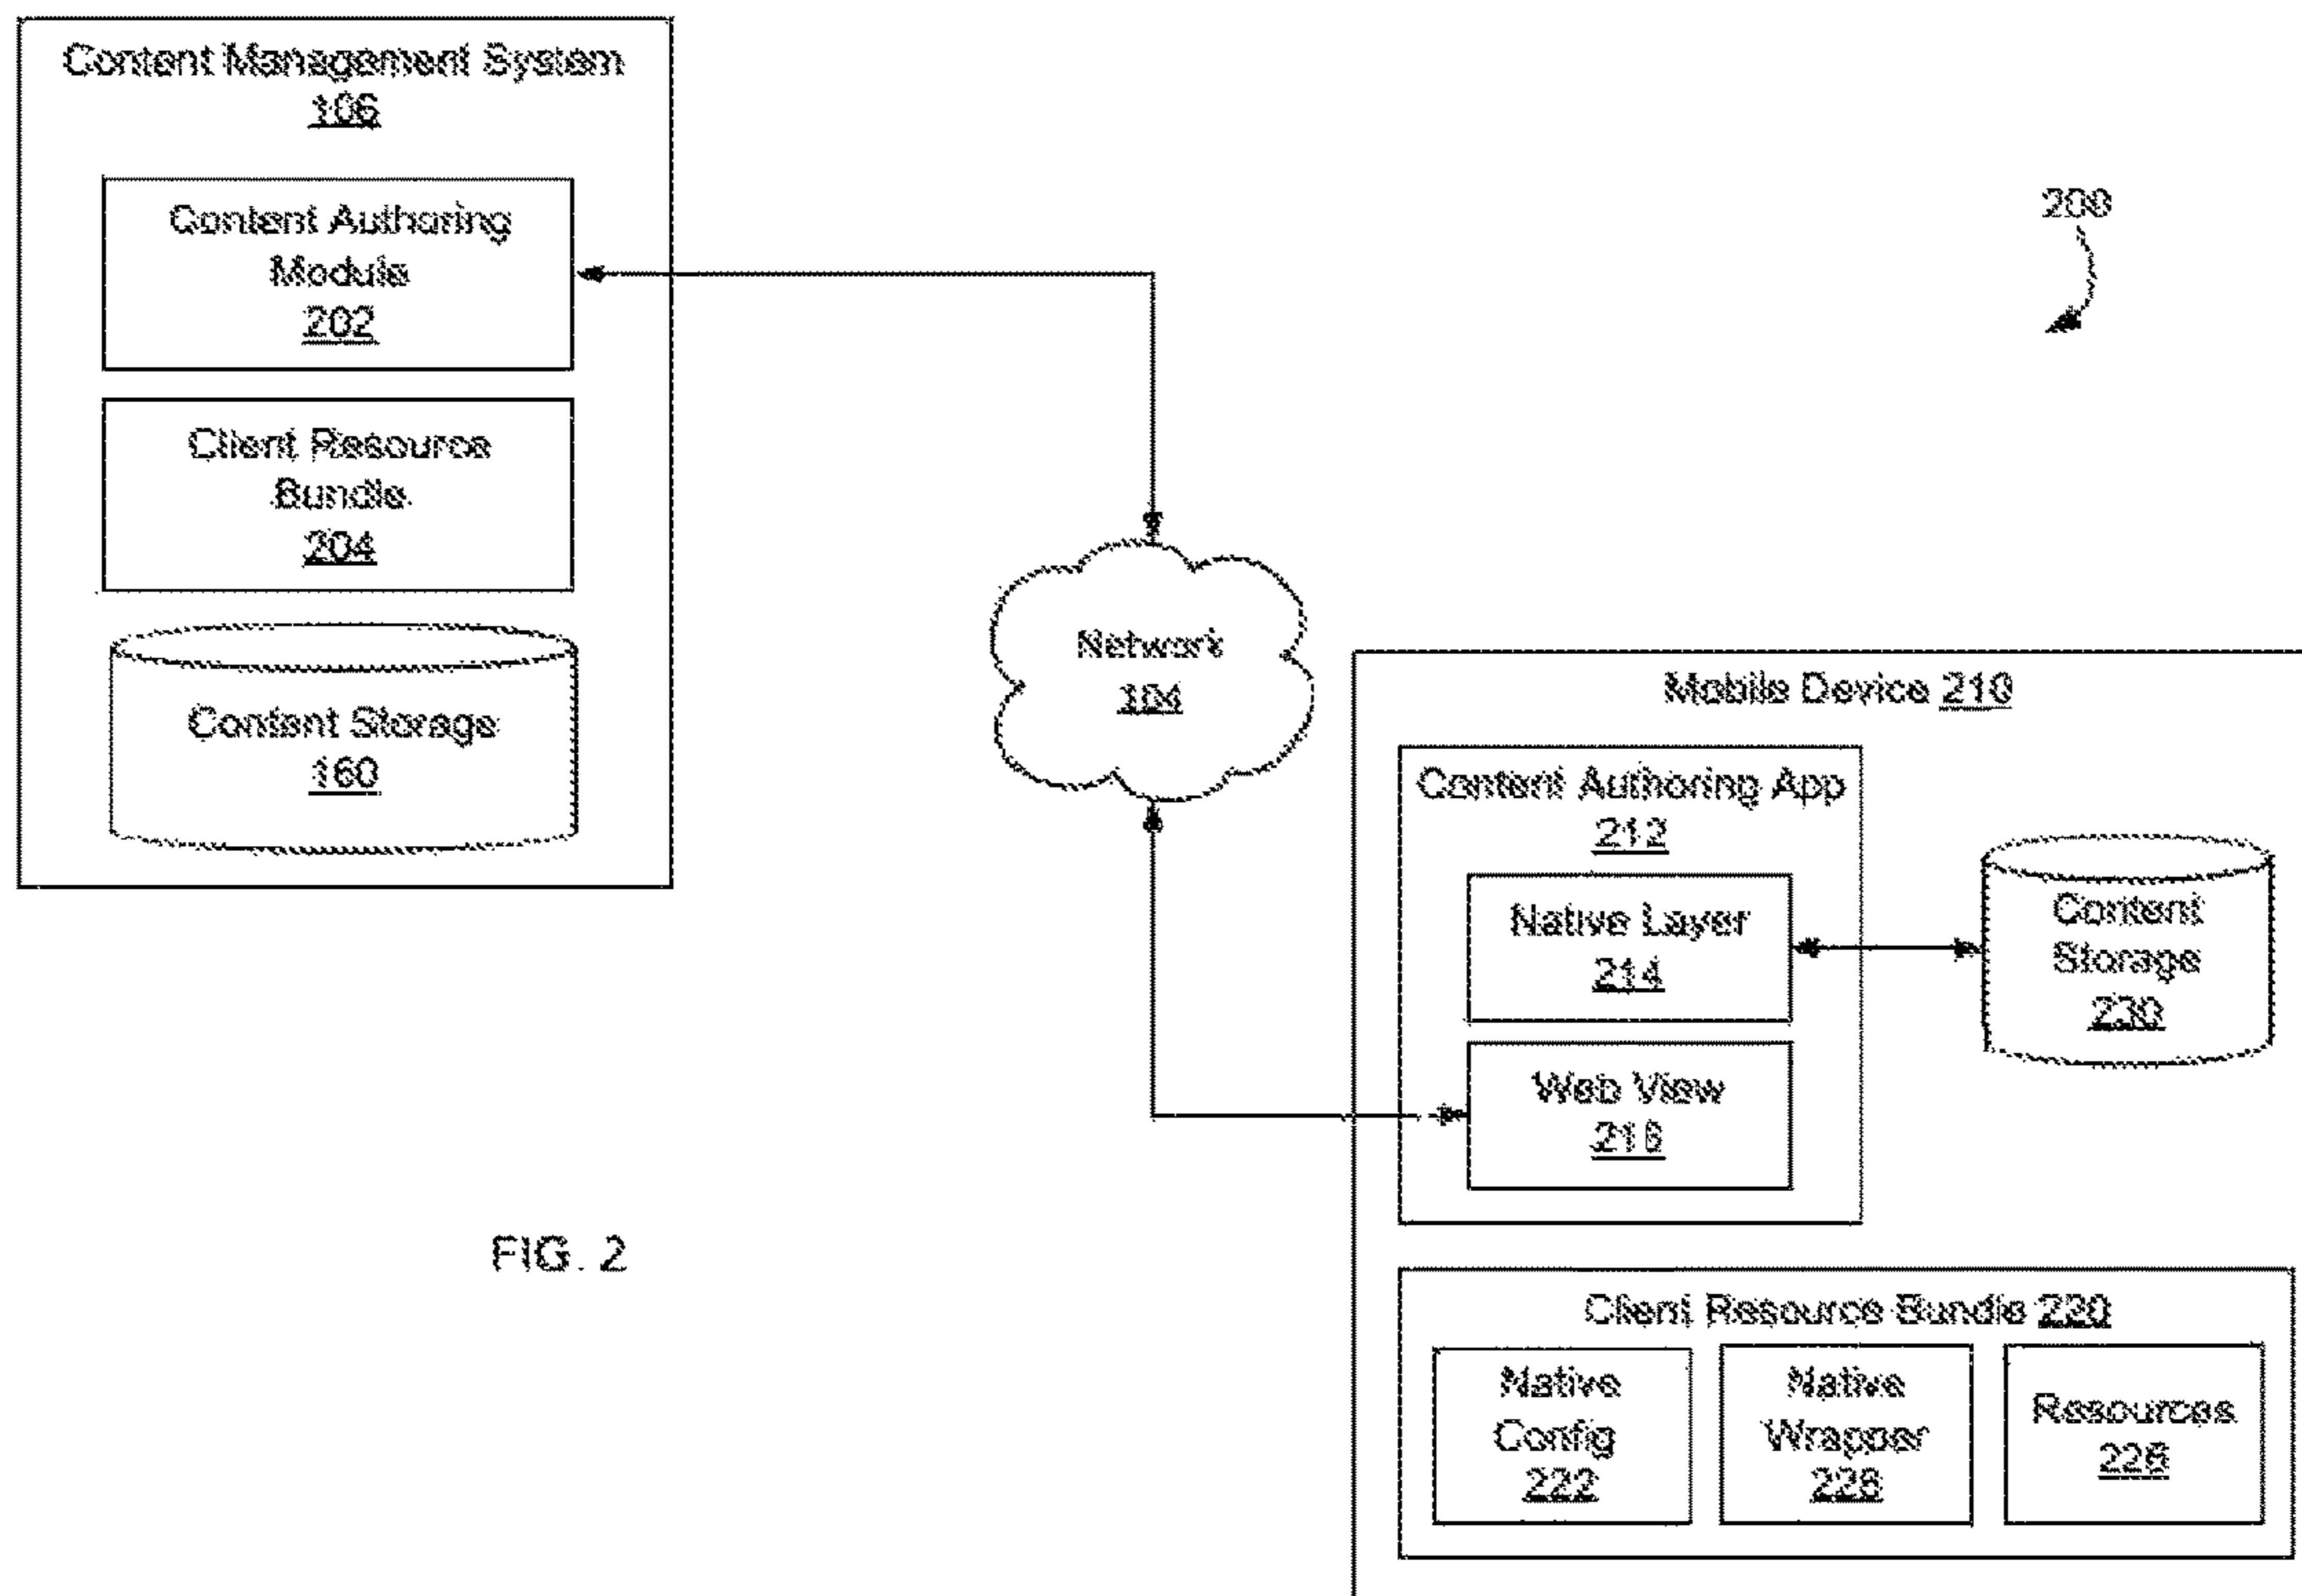 Content Management System
106
Content Authoring
Module
202
Client Resource
Bundle
204
Content Storage
160
200
Network
104
Mobile Device 210
Content Authoring App
212
Native Layer
214
Web View
216
Content
Storage
230
Client Resource Bundle 220
Native
Config
222
Native
Wrapper
228
Resources
226
FIG. 2